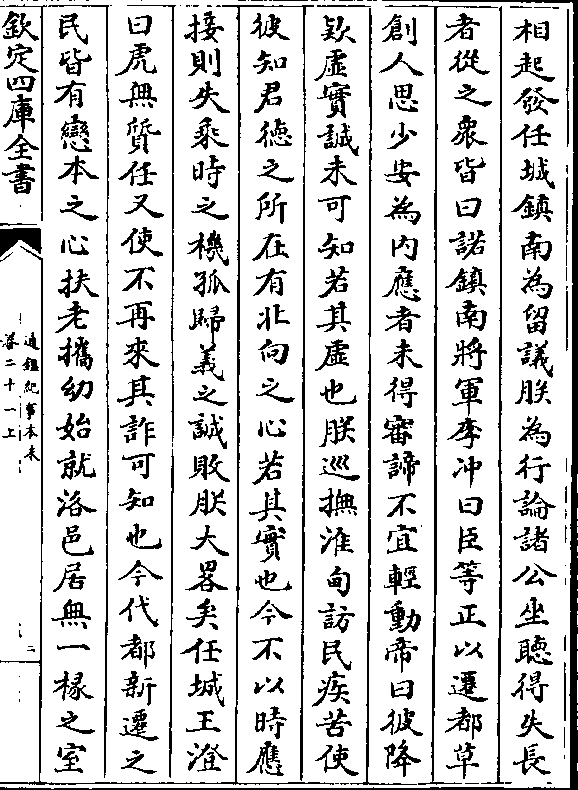 相起發任城鎮南為留議朕為行論諸公坐聽得失長
者從之衆皆曰諾鎮南將軍李冲曰臣等正以遷都草
創人思少安為内應者未得審諦不宜輕動帝曰彼降
欵虚實誠未可知若其虚也朕巡撫淮甸訪民疾苦使
彼知君德之所在有北向之心若其實也今不以時應
接則失乘時之機孤歸義之誠敗朕大畧矣任城王澄
曰虎無質任又使不再來其詐可知也今代都新遷之
民皆有戀本之心扶老攜幼始就洛邑居無一椽之室
欽定四庫全書
通鑑紀事本末
卷二十一上
二